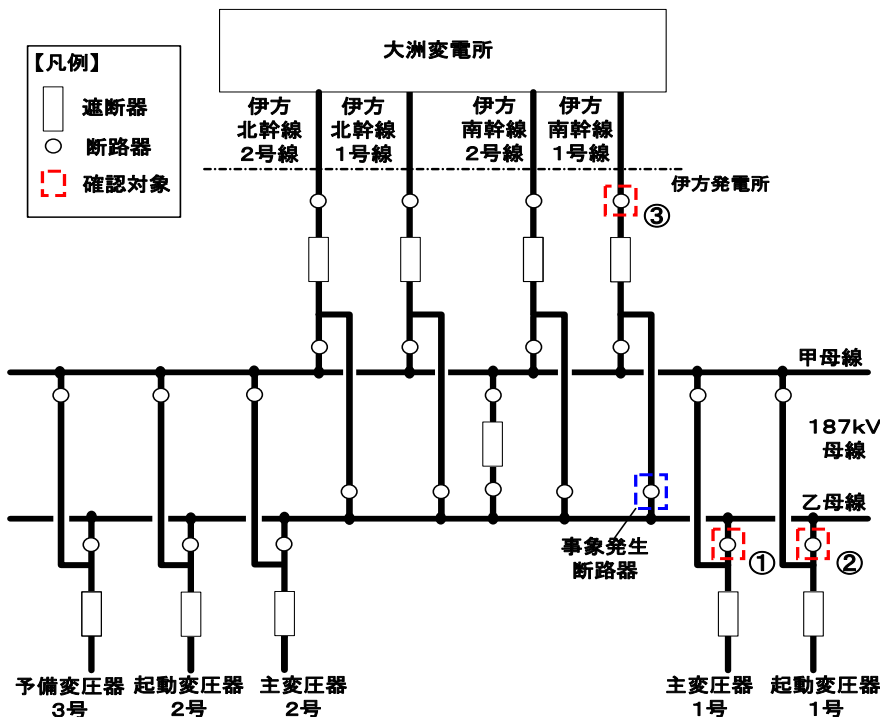 大洲変電所
【凡例】
遮断器
断路器
確認対象
伊方
北幹線
2号線
伊方
北幹線
1号線
伊方
南幹線
2号線
伊方
南幹線
1号線
伊方発電所
③
甲母線
187kV
母線
乙母線
事象発生
断路器
①
②
予備変圧器
3号
起動変圧器
2号
主変圧器
2号
主変圧器
1号
起動変圧器
1号